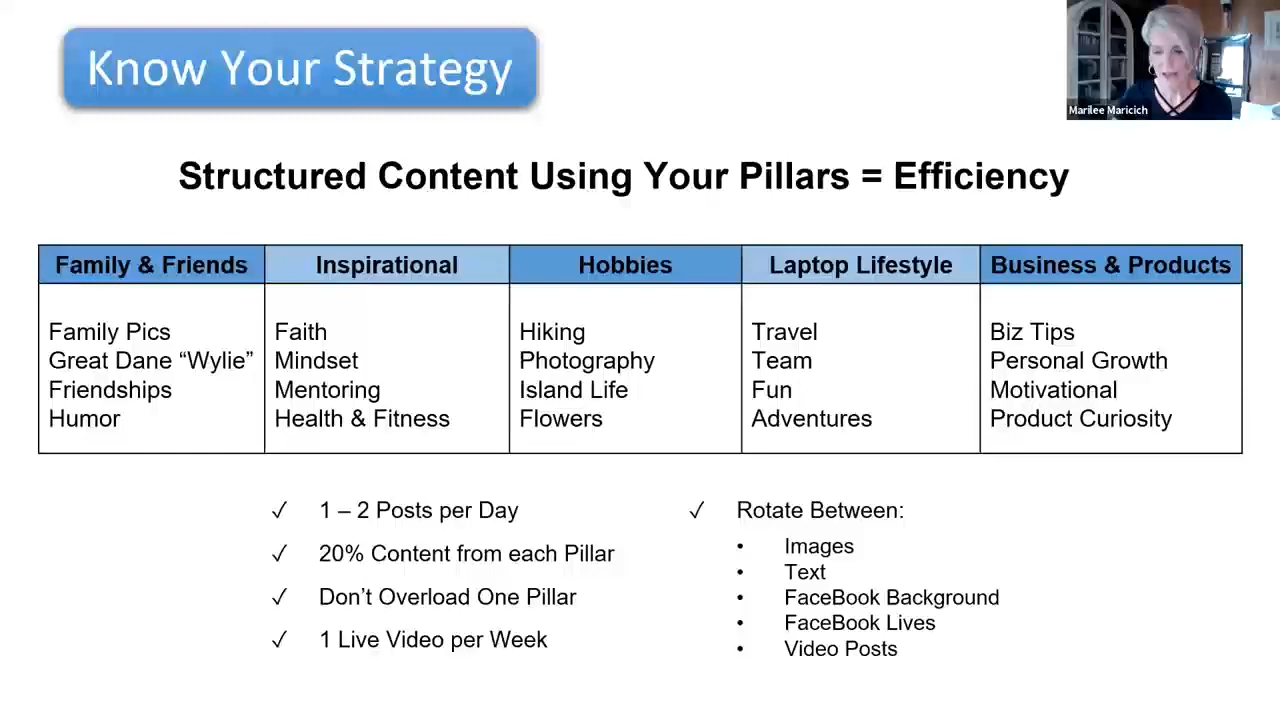 Know Your Strategy
Marilee Maricich
Structured Content Using Your Pillars = Efficiency
Family & Friends
Inspirational
Hobbies
Laptop Lifestyle
Business & Products
Family Pics
Great Dane “Wylie”
Friendships
Humor
Faith
Mindset
Mentoring
Health & Fitness
Hiking
Photography
Island Life
Flowers
Travel
Team
Fun
Adventures
Biz Tips
Personal Growth
Motivational
Product Curiosity
✓ 1 – 2 Posts per Day
✓ 20% Content from each Pillar
✓ Don’t Overload One Pillar
✓ 1 Live Video per Week
✓ Rotate Between:
• Images
• Text
• FaceBook Background
• FaceBook Lives
• Video Posts